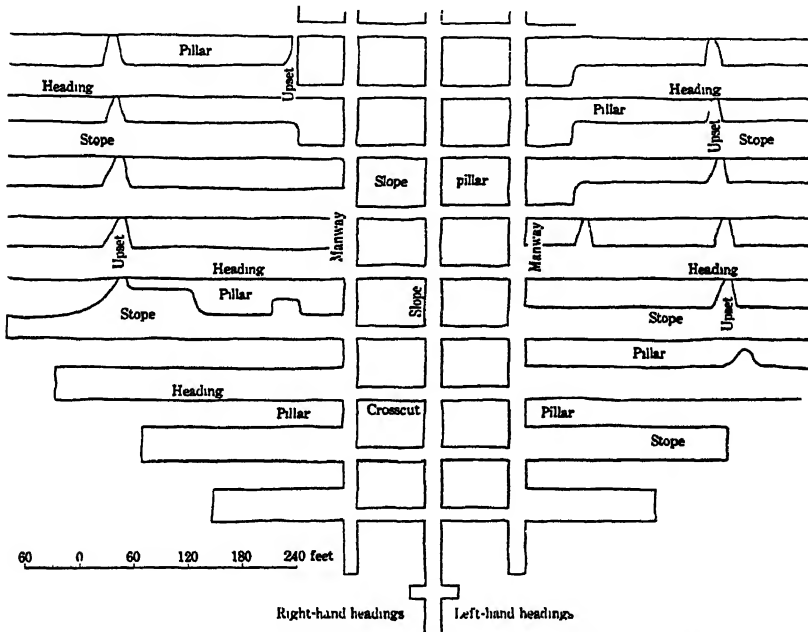 Pillar
Upset
Heading
Heading
Pillar
Upset
Stope
Stope
Slope pillar
Manway
Manway
Upset
Heading
Heading
Pillar
Slope
Stope
Stope
Upset
Pillar
Heading
Pillar
Crosscut
Pillar
Stope
60 0 60 120 180 240 feet
Right-hand headings Left-hand headings